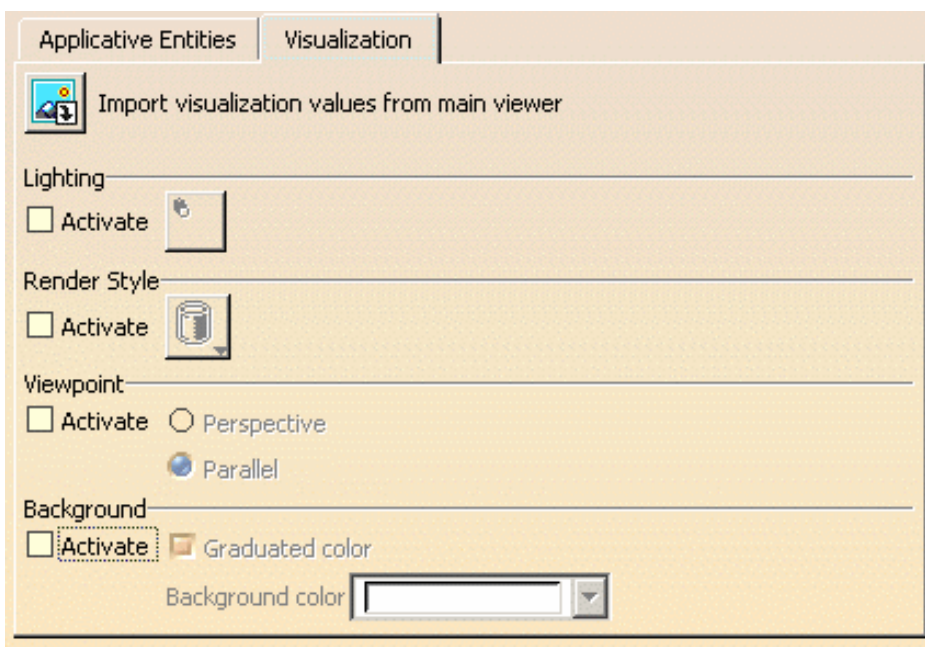 Applicative Entities Visualization
Import visualization values from main viewer
Lighting
Activate
Render Style
Activate
Viewpoint
Activate Perspective
Parallel
Background
Activate Graduated color
Background color